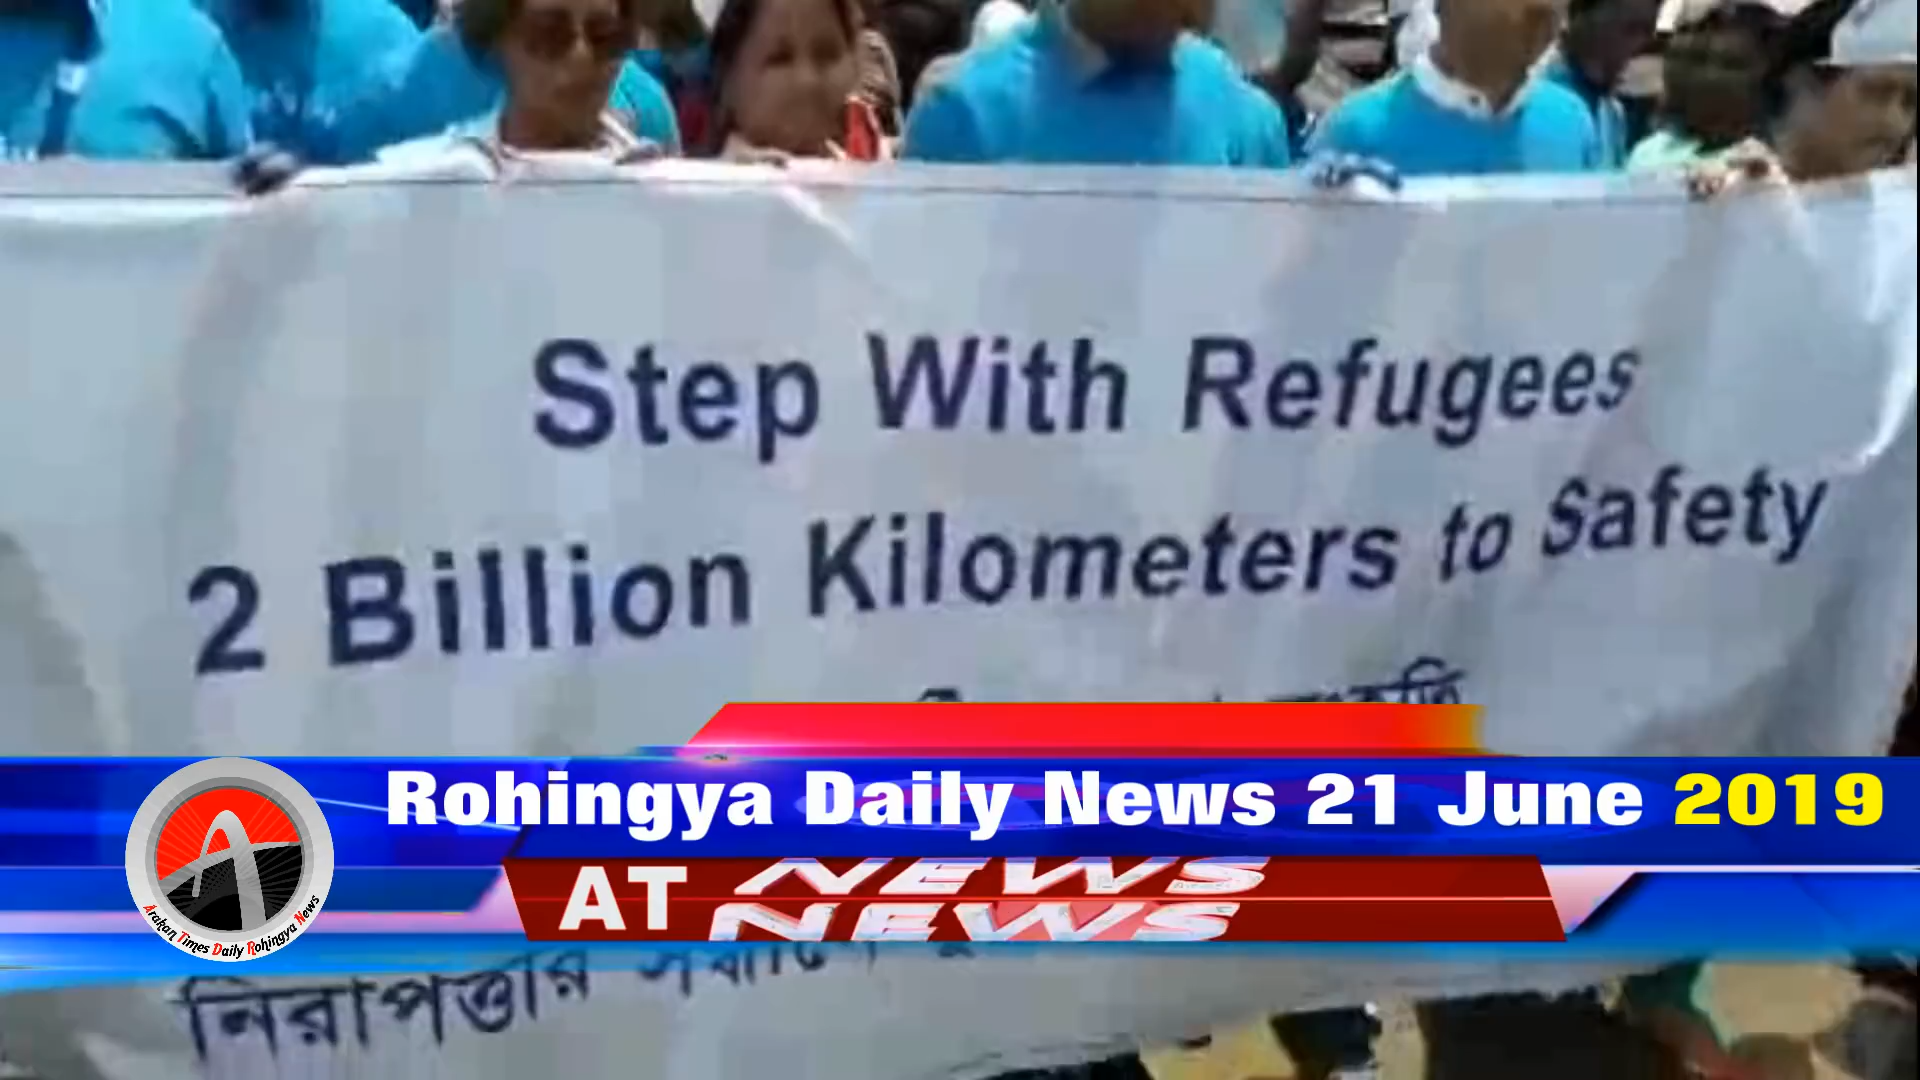 Step With Refugees
2 Billion Kilometers to Safety
Rohingya Daily News 21 June 2019
AT NEWS
NEWS
Arakan Times Daily Rohingya News
নিরাপত্তার